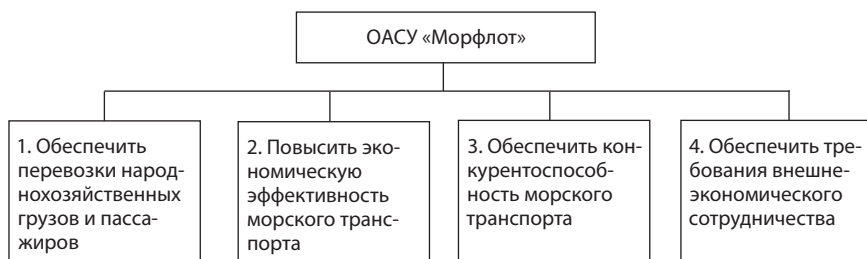 ОАСУ «Морфлот»
1. Обеспечить
перевозки народ-
нохозяйственных
грузов и пасса-
жиров
2. Повысить эко-
номическую
эффективность
морского транс-
порта
3. Обеспечить кон-
курентоспособ-
ность морского
транспорта
4. Обеспечить тре-
бования внешне-
экономического
сотрудничества